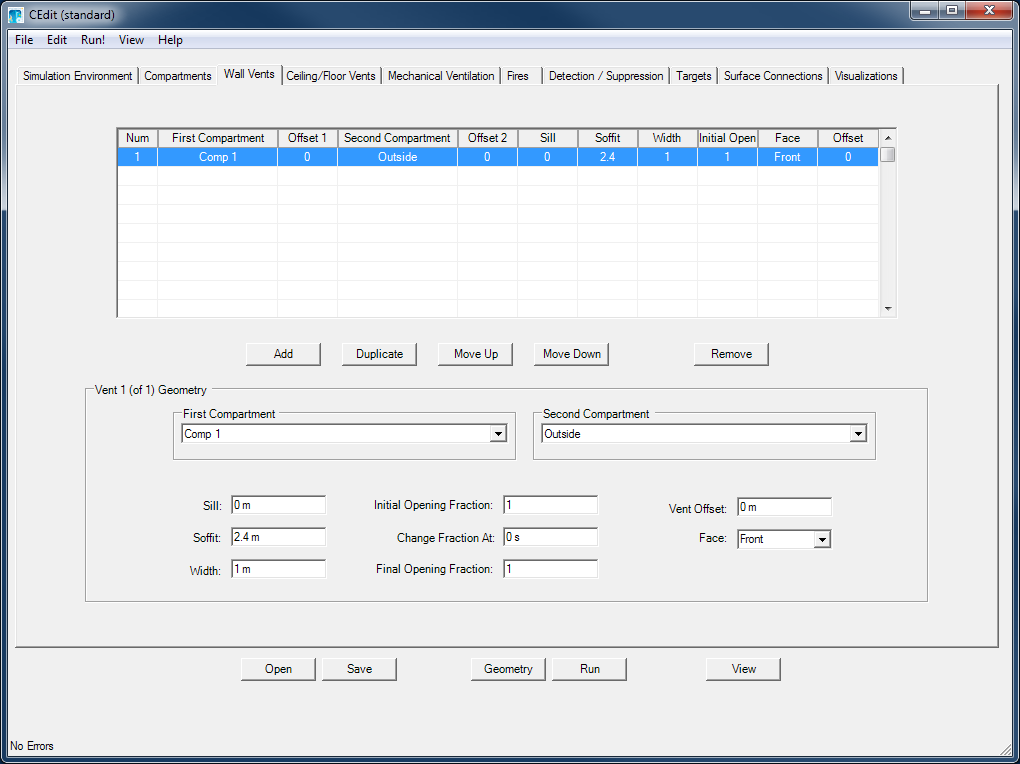 CEdit (standard)
File Edit Run! View Help
Simulation Environment Compartments Wall Vents Ceiling/Floor Vents Mechanical Ventilation Fires Detection / Suppression Targets Surface Connections Visualizations
Num First Compartment Offset 1 Second Compartment Offset 2 Sill Soffit Width Initial Open Face Offset
1 Comp 1 0 Outside 0 0 2.4 1 1 Front 0
Add Duplicate Move Up Move Down Remove
Vent 1 (of 1) Geometry
First Compartment Second Compartment
Comp 1 Outside
Sill: 0 m Initial Opening Fraction: 1 Vent Offset: 0 m
Soffit: 2.4 m Change Fraction At: 0 s Face: Front
Width: 1 m Final Opening Fraction: 1
Open Save Geometry Run View
No Errors